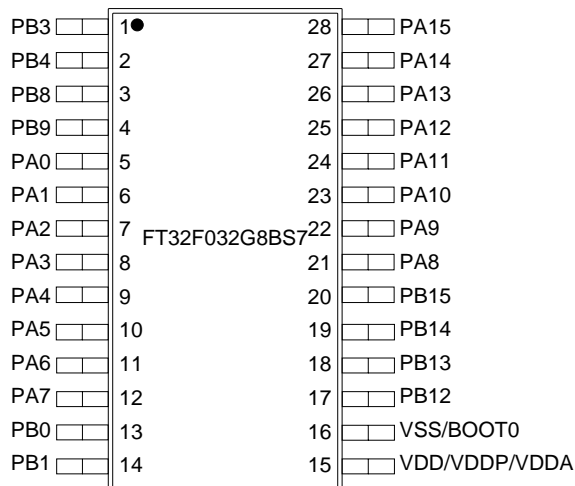 PB3 1 28 PA15
PB4 2 27 PA14
PB8 3 26 PA13
PB9 4 25 PA12
PA0 5 24 PA11
PA1 6 23 PA10
PA2 7 FT32F032G8BS7 22 PA9
PA3 8 21 PA8
PA4 9 20 PB15
PA5 10 19 PB14
PA6 11 18 PB13
PA7 12 17 PB12
PB0 13 16 VSS/BOOT0
PB1 14 15 VDD/VDDP/VDDA